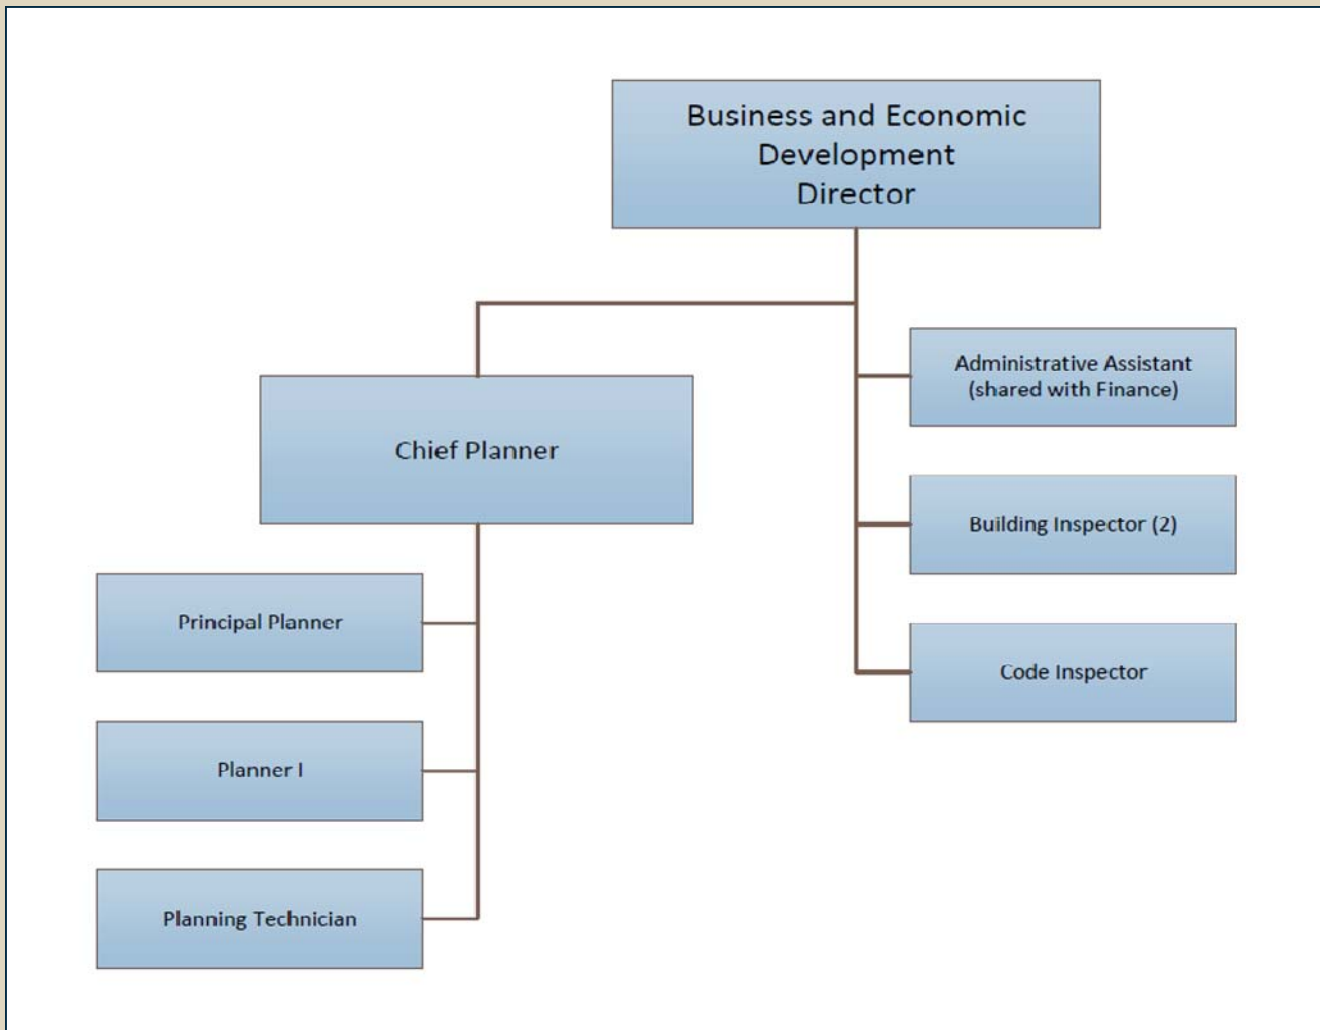 Business and Economic
Development
Director
Administrative Assistant
(shared with Finance)
Chief Planner
Building Inspector (2)
Principal Planner
Code Inspector
Planner I
Planning Technician